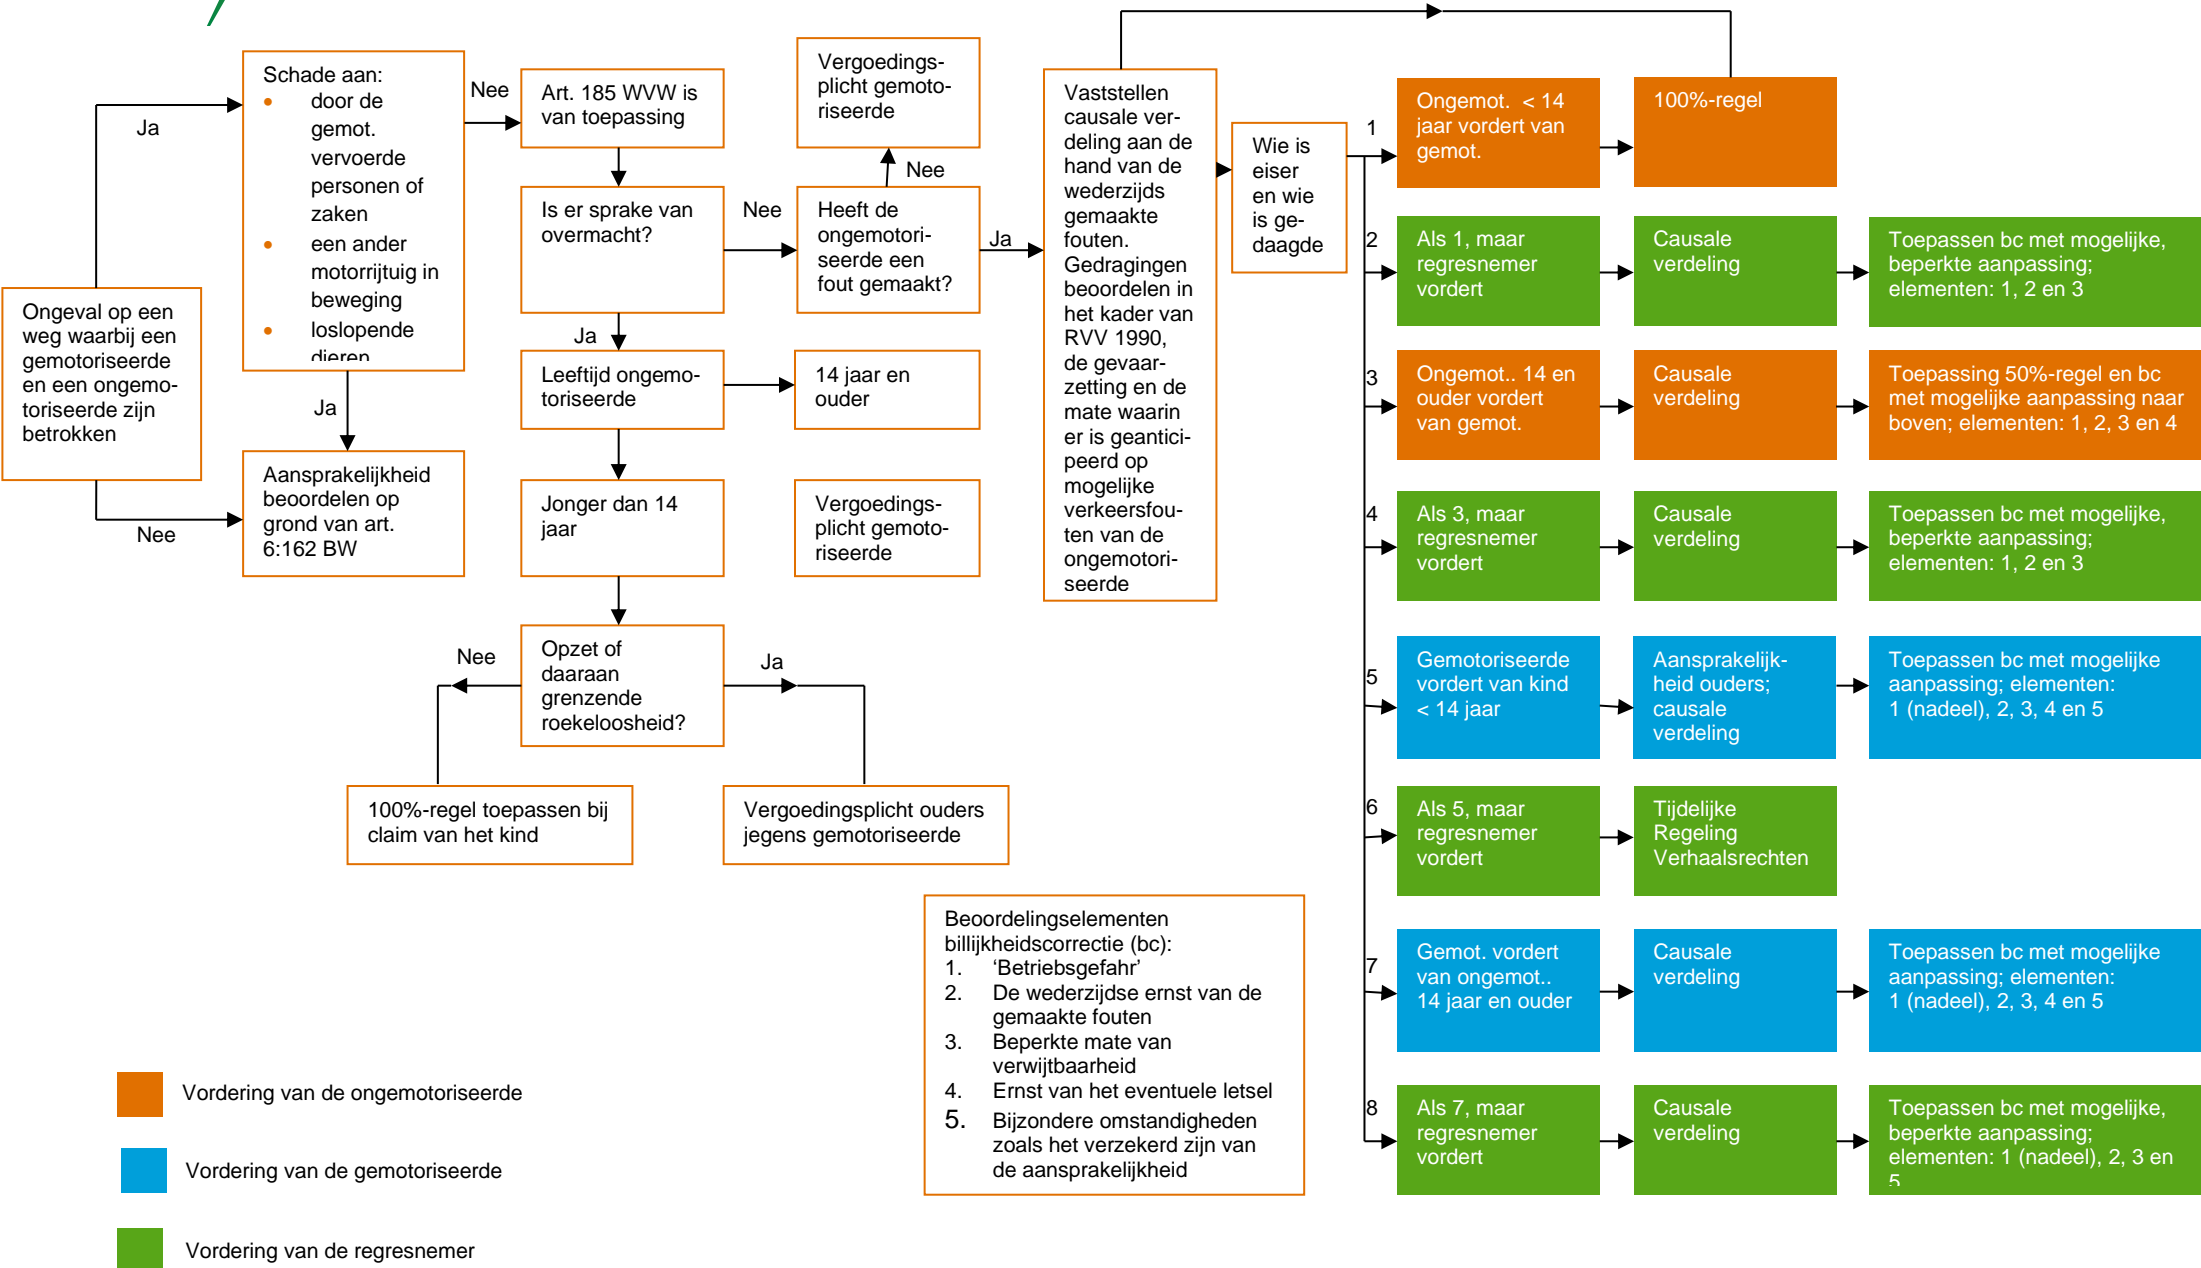 Ongeval op een
weg waarbij een
gemotoriseerde
en een ongemo-
toriseerde zijn
betrokken
Ja
Nee
Schade aan:
• door de
gemot.
vervoerde
personen of
zaken
• een ander
motorrijtuig in
beweging
• loslopende
dieren
Ja
Aansprakelijkheid
beoordelen op
grond van art.
6:162 BW
Nee
Art. 185 WVW is
van toepassing
Is er sprake van
overmacht?
Nee
Ja
Leeftijd ongemo-
toriseerde
14 jaar en
ouder
Jonger dan 14
jaar
Vergoedings-
plicht gemoto-
riseerde
Opzet of
daaraan
grenzende
roekeloosheid?
Nee
Ja
100%-regel toepassen bij
claim van het kind
Vergoedingsplicht ouders
jegens gemotoriseerde
Vergoedings-
plicht gemoto-
riseerde
Nee
Heeft de
ongemotori-
seerde een
fout gemaakt?
Ja
Vaststellen
causale ver-
deling aan de
hand van de
wederzijds
gemaakte
fouten.
Gedragingen
beoordelen in
het kader van
RVV 1990,
de gevaar-
zetting en de
mate waarin
er is geantici-
peerd op
mogelijke
verkeersfou-
ten van de
ongemotori-
seerde
Wie is
eiser
en wie
is ge-
daagde
1
Ongemot.  < 14
jaar vordert van
gemot.
100%-regel
2
Als 1, maar
regresnemer
vordert
Causale
verdeling
Toepassen bc met mogelijke,
beperkte aanpassing;
elementen: 1, 2 en 3
3
Ongemot.. 14 en
ouder vordert
van gemot.
Causale
verdeling
Toepassing 50%-regel en bc
met mogelijke aanpassing naar
boven; elementen: 1, 2, 3 en 4
4
Als 3, maar
regresnemer
vordert
Causale
verdeling
Toepassen bc met mogelijke,
beperkte aanpassing;
elementen: 1, 2 en 3
5
Gemotoriseerde
vordert van kind
< 14 jaar
Aansprakelijk-
heid ouders;
causale
verdeling
Toepassen bc met mogelijke
aanpassing; elementen:
1 (nadeel), 2, 3, 4 en 5
6
Als 5, maar
regresnemer
vordert
Tijdelijke
Regeling
Verhaalsrechten
7
Gemot. vordert
van ongemot..
14 jaar en ouder
Causale
verdeling
Toepassen bc met mogelijke
aanpassing; elementen:
1 (nadeel), 2, 3, 4 en 5
8
Als 7, maar
regresnemer
vordert
Causale
verdeling
Toepassen bc met mogelijke,
beperkte aanpassing;
elementen: 1 (nadeel), 2, 3 en
5
Beoordelingselementen
billijkheidscorrectie (bc):
1. ‘Betriebsgefahr’
2. De wederzijdse ernst van de
gemaakte fouten
3. Beperkte mate van
verwijtbaarheid
4. Ernst van het eventuele letsel
5. Bijzondere omstandigheden
zoals het verzekerd zijn van
de aansprakelijkheid
Vordering van de ongemotoriseerde
Vordering van de gemotoriseerde
Vordering van de regresnemer